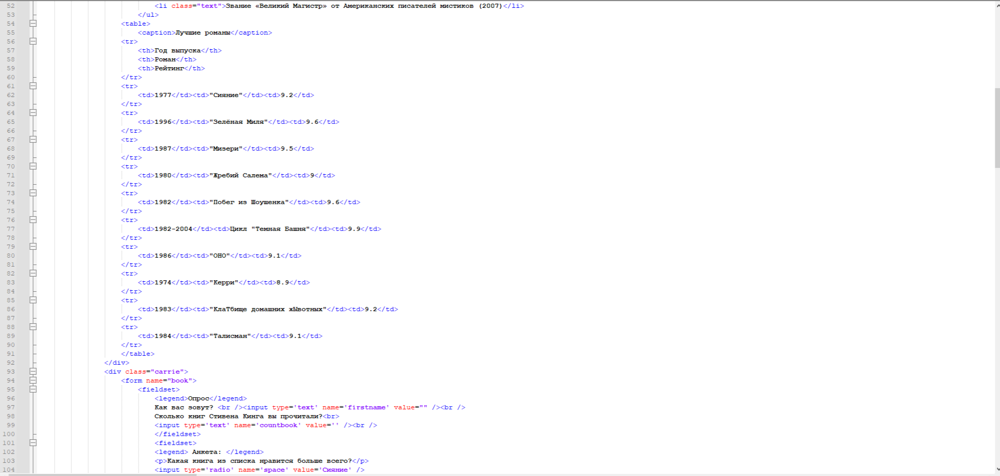 52 <li class="text">Звание «Великий Магистр» от Американских писателей мистиков (2007)</li>
53 </ul>
54 <table>
55 <caption>Лучшие романы</caption>
56 <tr>
57 <th>Год выпуска</th>
58 <th>Роман</th>
59 <th>Рейтинг</th>
60 </tr>
61 <tr>
62 <td>1977</td><td>"Сияние"</td><td>9.2</td>
63 </tr>
64 <tr>
65 <td>1996</td><td>"Зелёная Миля"</td><td>9.6</td>
66 </tr>
67 <tr>
68 <td>1987</td><td>"Мизери"</td><td>9.5</td>
69 </tr>
70 <tr>
71 <td>1980</td><td>"Жребий Салема"</td><td>9</td>
72 </tr>
73 <tr>
74 <td>1982</td><td>"Побег из Шоушенка"</td><td>9.6</td>
75 </tr>
76 <tr>
77 <td>1982-2004</td><td>Цикл "Темная Башня"</td><td>9.9</td>
78 </tr>
79 <tr>
80 <td>1986</td><td>"ОНО"</td><td>9.1</td>
81 </tr>
82 <tr>
83 <td>1974</td><td>"Керри"</td><td>8.9</td>
84 </tr>
85 <tr>
86 <td>1983</td><td>"КлаТбище домашних жЫвотных"</td><td>9.2</td>
87 </tr>
88 <tr>
89 <td>1984</td><td>"Талисман"</td><td>9.1</td>
90 </tr>
91 </table>
92 </div>
93 <div class="carrie">
94 <form name="book">
95 <fieldset>
96 <legend>Опрос</legend>
97 Как вас зовут? <br /><input type='text' name='firstname' value="" /><br />
98 Сколько книг Стивена Кинга вы прочитали?<br>
99 <input type='text' name='countbook' value='' /><br />
100 </fieldset>
101 <fieldset>
102 <legend> Анкета: </legend>
103 <p>Какая книга из списка нравится больше всего?</p>
104 <input type='radio' name='space' value='Сияние' />